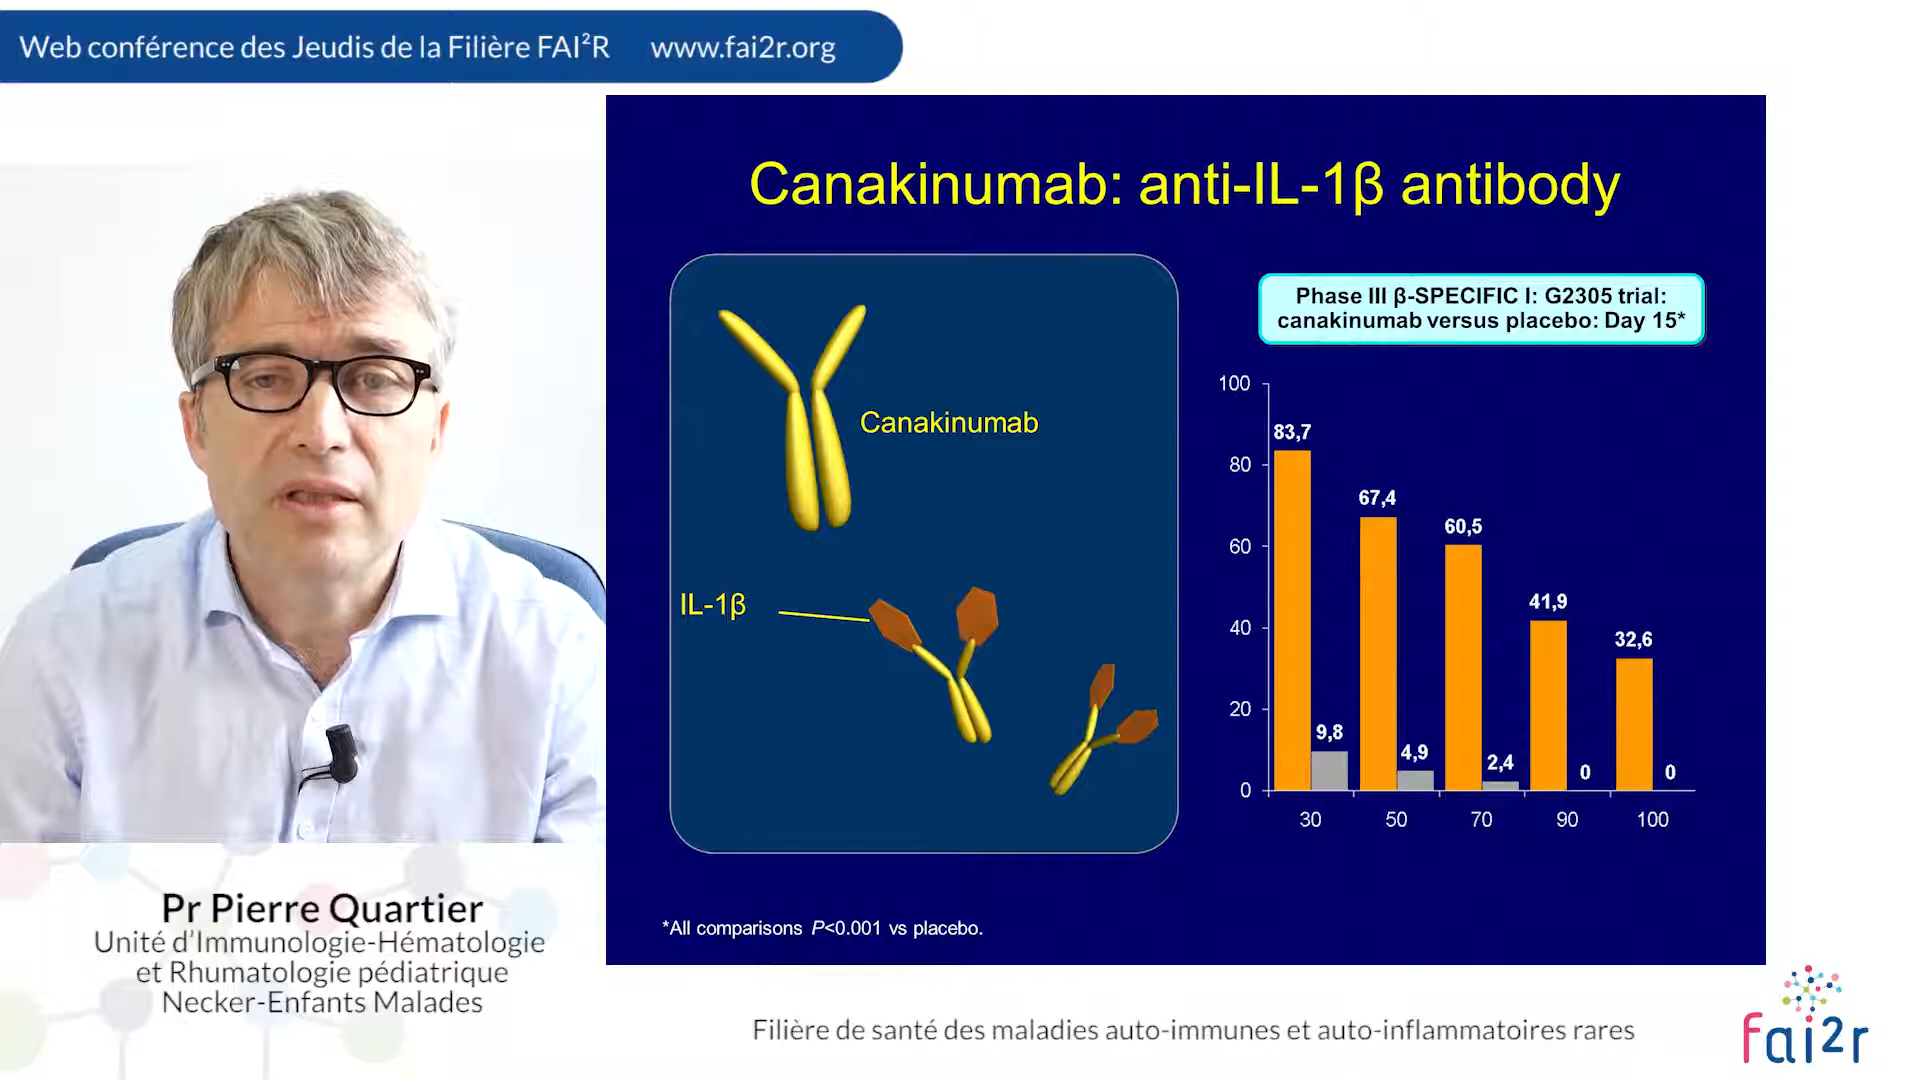 Web conférence des Jeudis de la Filière FAI²R www.fai2r.org
Canakinumab: anti-IL-1β antibody
Canakinumab
IL-1β
Phase III β-SPECIFIC I: G2305 trial:
canakinumab versus placebo: Day 15*
100
80
60
40
20
0
83,7
9,8
67,4
4,9
60,5
2,4
41,9
0
32,6
0
30 50 70 90 100
*All comparisons P<0.001 vs placebo.
Pr Pierre Quartier
Unité d'Immunologie-Hématologie
et Rhumatologie pédiatrique
Necker-Enfants Malades
Filière de santé des maladies auto-immunes et auto-inflammatoires rares
fai2r